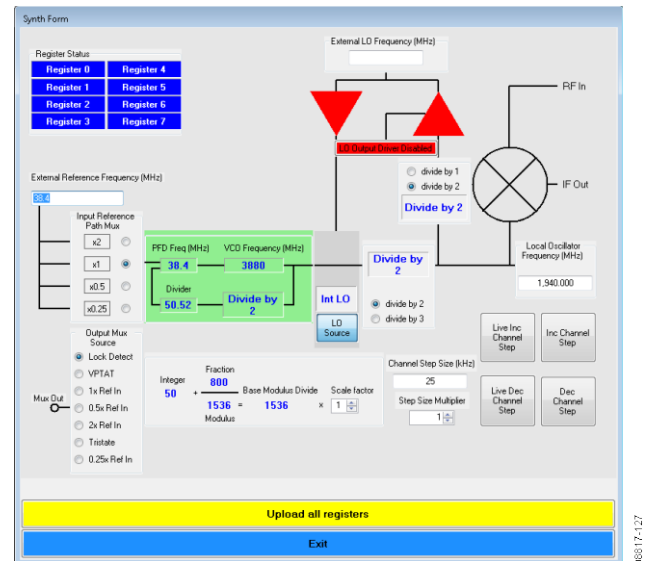 Synth Form
Register Status
Register 0 Register 4
Register 1 Register 5
Register 2 Register 6
Register 3 Register 7
External LO Frequency (MHz)
RF In
LO Output Driver Disabled
divide by 1
divide by 2
Divide by 2
IF Out
External Reference Frequency (MHz)
38.4
Input Reference
Path Mux
x2
x1
x0.5
x0.25
PFD Freq (MHz) VCO Frequency (MHz)
38.4 3880
Divider
50.52
Divide by
2
Int LO
LO
Source
Divide by
2
divide by 2
divide by 3
Local Oscillator
Frequency (MHz)
1,940.000
Output Mux
Source
Lock Detect
VPTAT
1x Ref In
0.5x Ref In
2x Ref In
Tristate
0.25x Ref In
Mux Out
Integer
50
+
Fraction
800
1536
Modulus
=
Base Modulus Divide
1536
×
Scale factor
1
Channel Step Size (kHz)
25
Step Size Multiplier
1
Live Inc
Channel
Step
Inc Channel
Step
Live Dec
Channel
Step
Dec
Channel
Step
Upload all registers
Exit